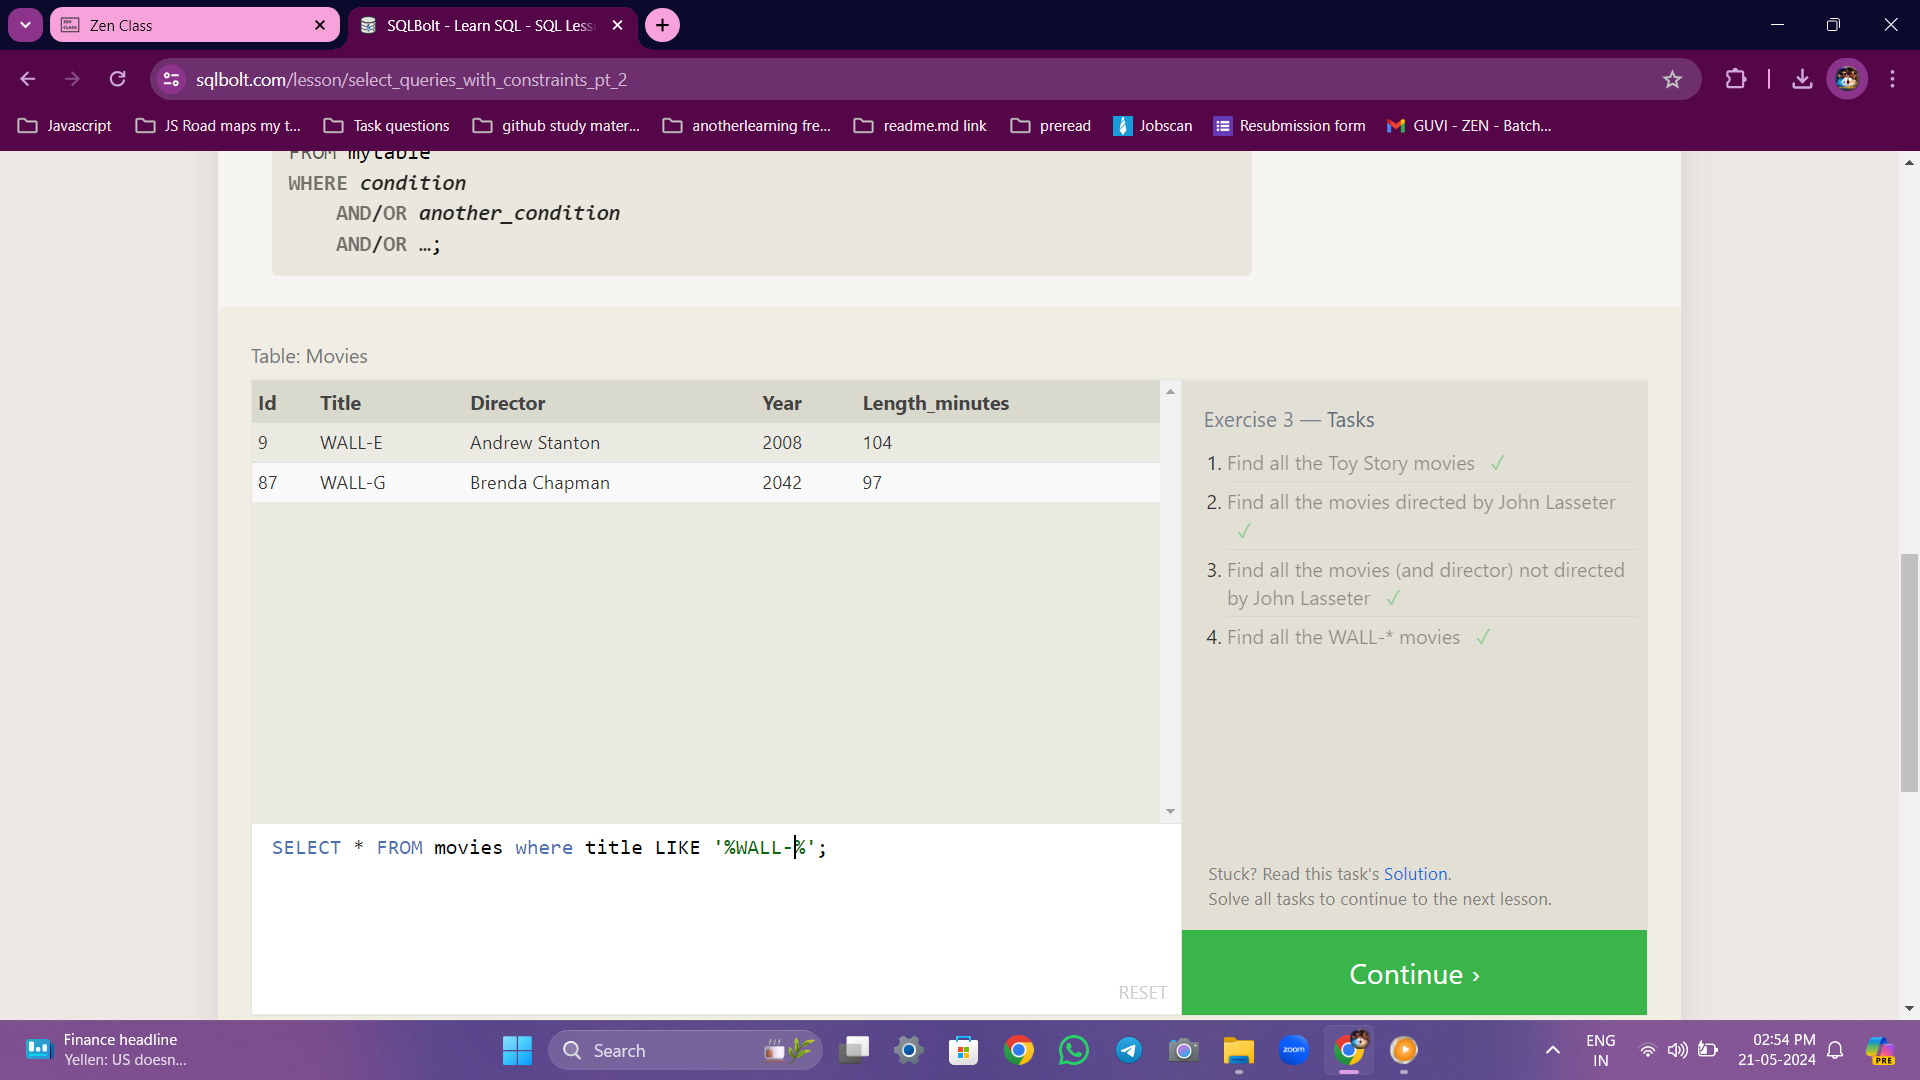 Zen Class
SQLBolt - Learn SQL - SQL Less
sqlbolt.com/lesson/select_queries_with_constraints_pt_2
Javascript
JS Road maps my t...
Task questions
github study mater...
anotherlearning fre...
readme.md link
preread
Jobscan
Resubmission form
GUVI - ZEN - Batch...
FROM mytable
WHERE condition
AND/OR another_condition
AND/OR …;
Table: Movies
Id Title Director Year Length_minutes
9 WALL-E Andrew Stanton 2008 104
87 WALL-G Brenda Chapman 2042 97
Exercise 3 — Tasks
1. Find all the Toy Story movies ✓
2. Find all the movies directed by John Lasseter
✓
3. Find all the movies (and director) not directed
by John Lasseter ✓
4. Find all the WALL-* movies ✓
SELECT * FROM movies where title LIKE '%WALL-%';
RESET
Stuck? Read this task's Solution.
Solve all tasks to continue to the next lesson.
Continue ›
Finance headline
Yellen: US doesn...
Search
zoom
ENG
IN
02:54 PM
21-05-2024
PRE